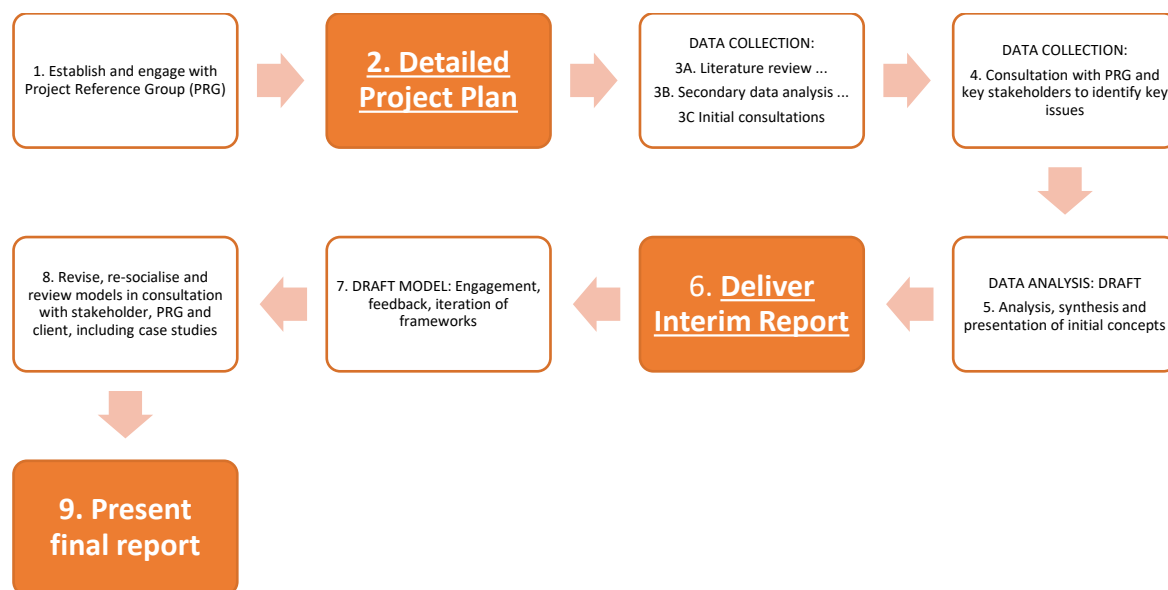 1. Establish and engage with
Project Reference Group (PRG)
2. Detailed
Project Plan
DATA COLLECTION:
3A. Literature review ...
3B. Secondary data analysis ...
3C Initial consultations
DATA COLLECTION:
4. Consultation with PRG and
key stakeholders to identify key
issues
DATA ANALYSIS: DRAFT
5. Analysis, synthesis and
presentation of initial concepts
6. Deliver
Interim Report
7. DRAFT MODEL: Engagement,
feedback, iteration of
frameworks
8. Revise, re-socialise and
review models in consultation
with stakeholder, PRG and
client, including case studies
9. Present
final report